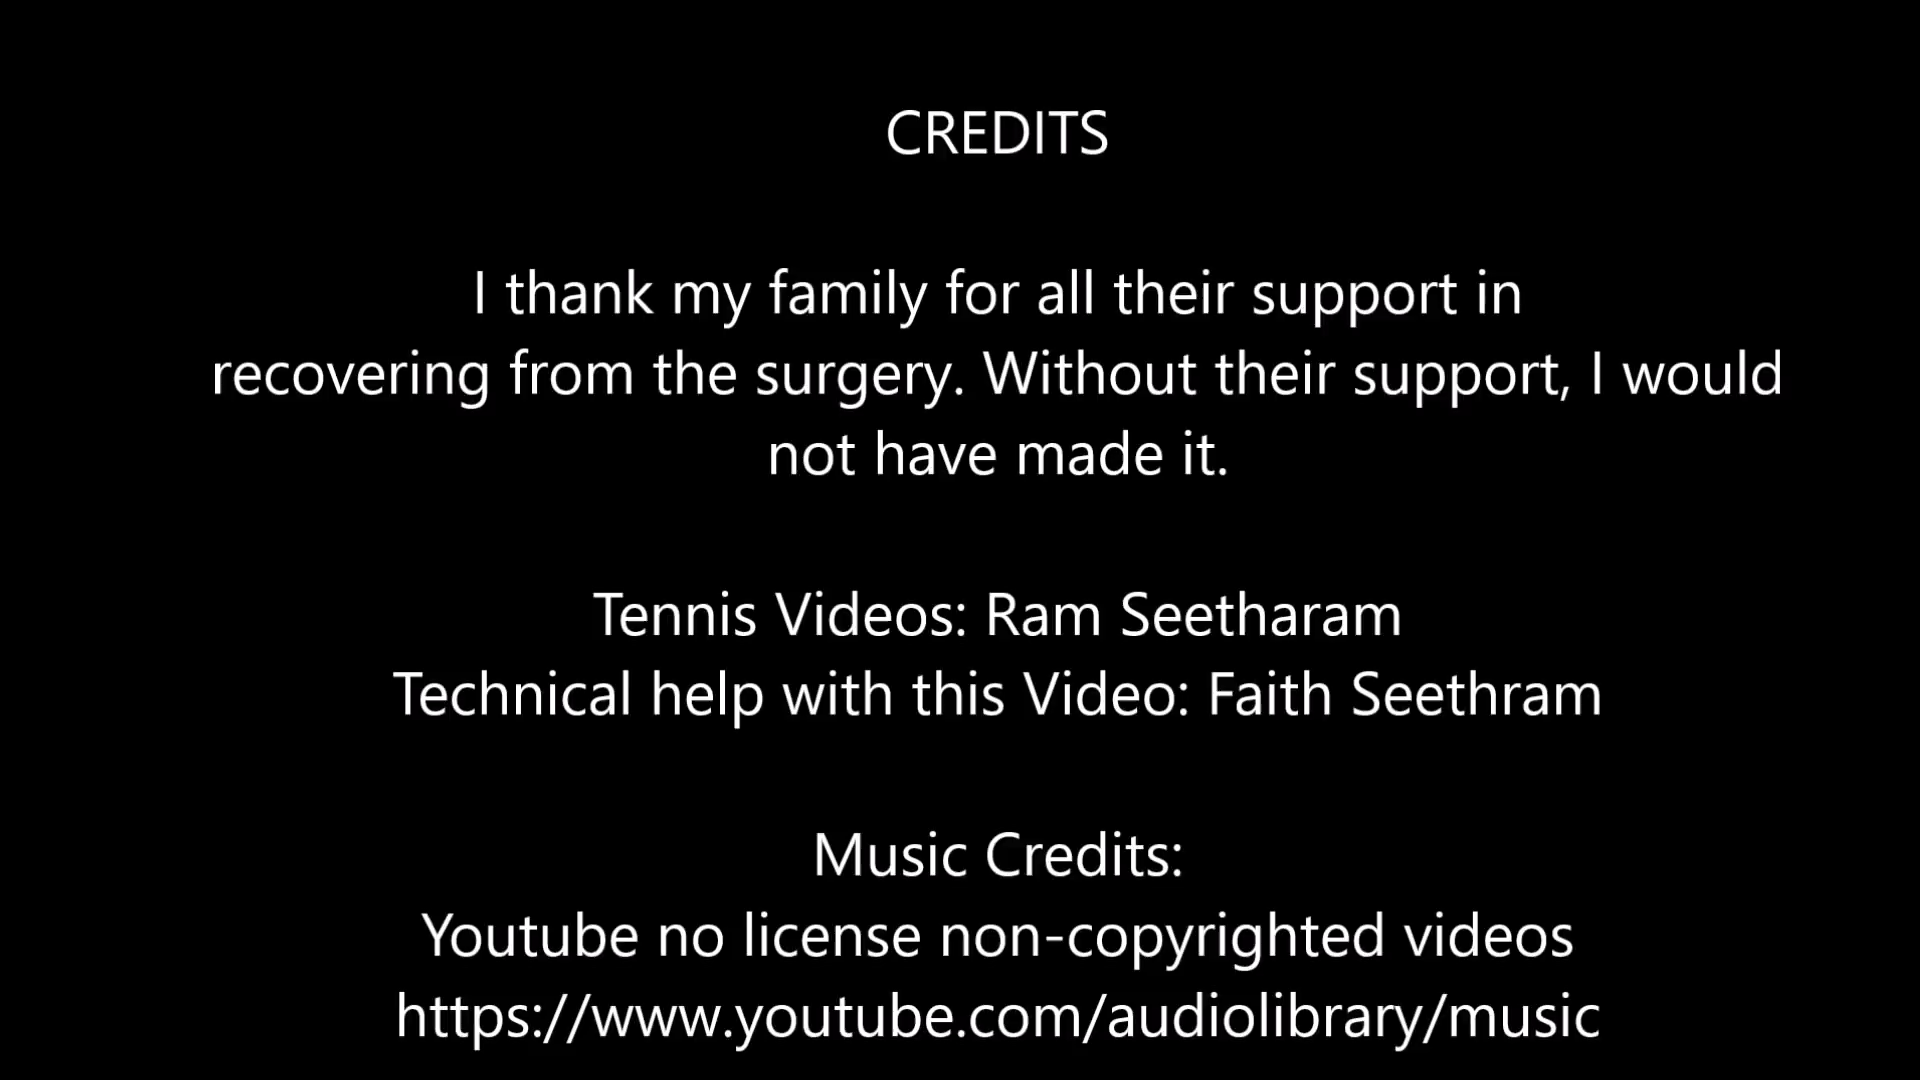 CREDITS
I thank my family for all their support in
recovering from the surgery. Without their support, I would
not have made it.
Tennis Videos: Ram Seetharam
Technical help with this Video: Faith Seethram
Music Credits:
Youtube no license non-copyrighted videos
https://www.youtube.com/audiolibrary/music